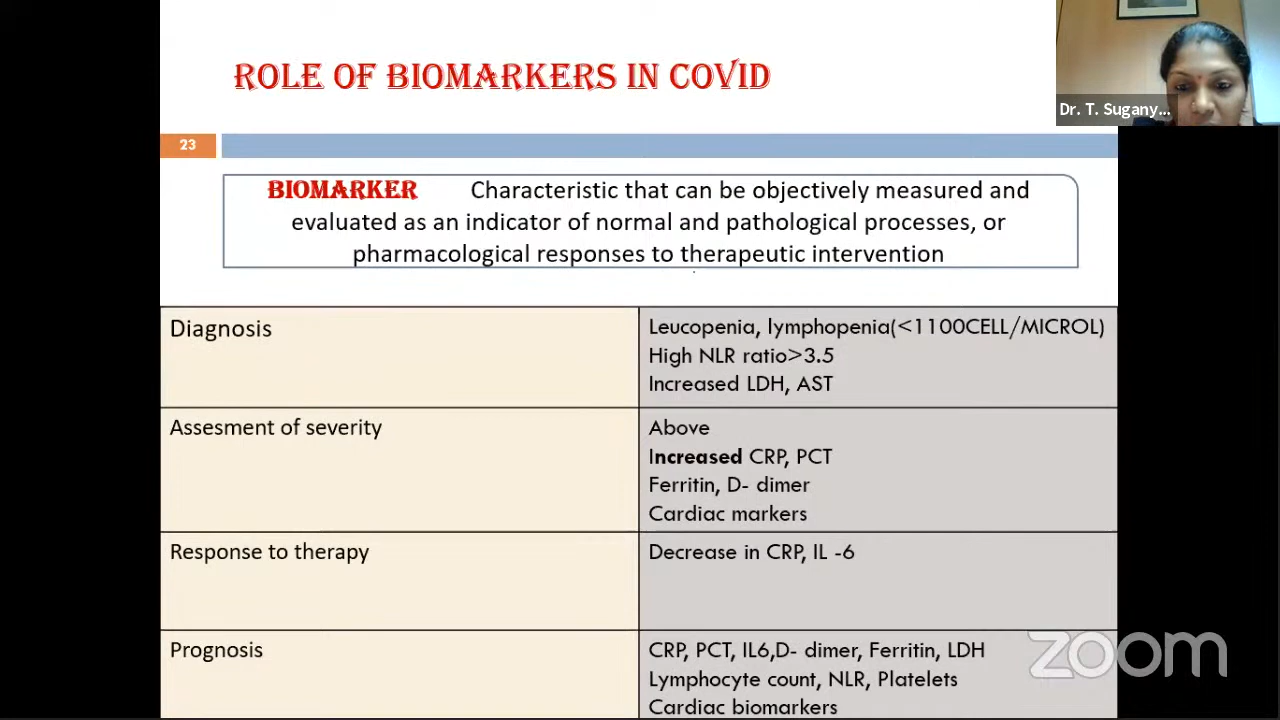 ROLE OF BIOMARKERS IN COVID
Dr. T. Sugany...
23
BIOMARKER Characteristic that can be objectively measured and
evaluated as an indicator of normal and pathological processes, or
pharmacological responses to therapeutic intervention
Diagnosis
Leucopenia, lymphopenia(<1100CELL/MICROL)
High NLR ratio>3.5
Increased LDH, AST
Assesment of severity
Above
Increased CRP, PCT
Ferritin, D- dimer
Cardiac markers
Response to therapy
Decrease in CRP, IL -6
Prognosis
CRP, PCT, IL6,D- dimer, Ferritin, LDH
Lymphocyte count, NLR, Platelets
Cardiac biomarkers
zoom